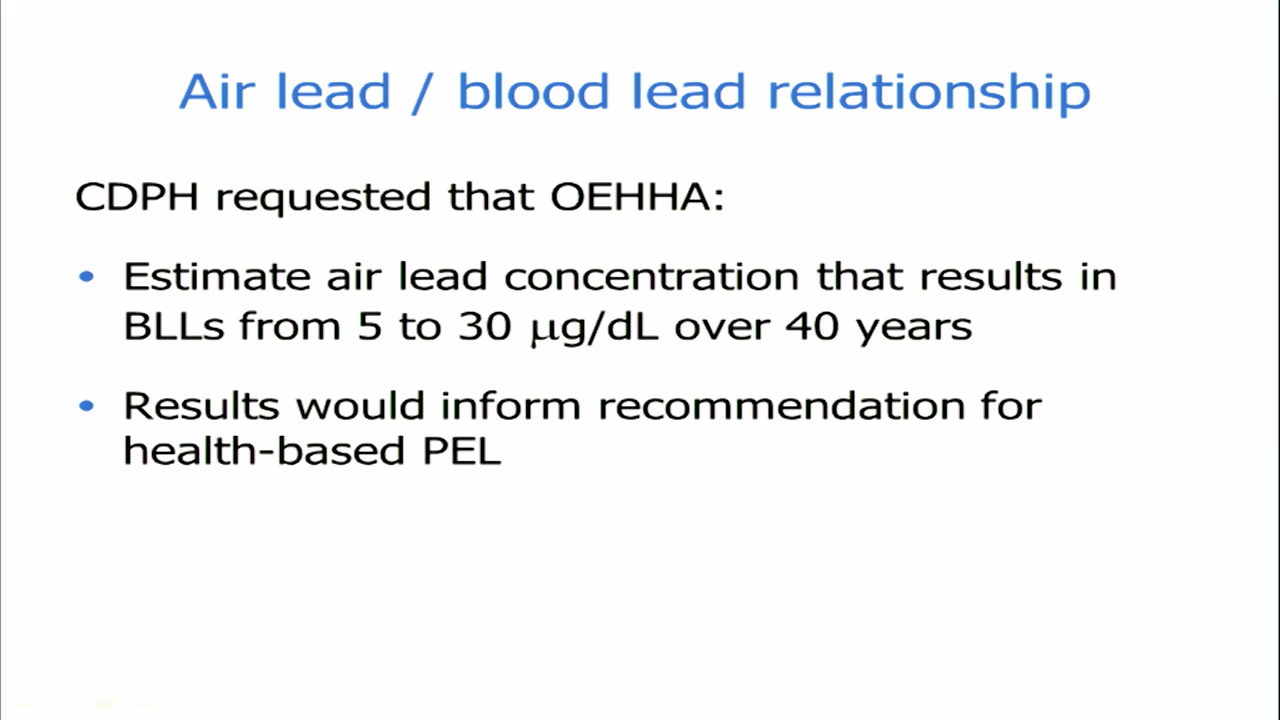 Air lead / blood lead relationship
CDPH requested that OEHHA:
• Estimate air lead concentration that results in
BLLs from 5 to 30 μg/dL over 40 years
• Results would inform recommendation for
health-based PEL